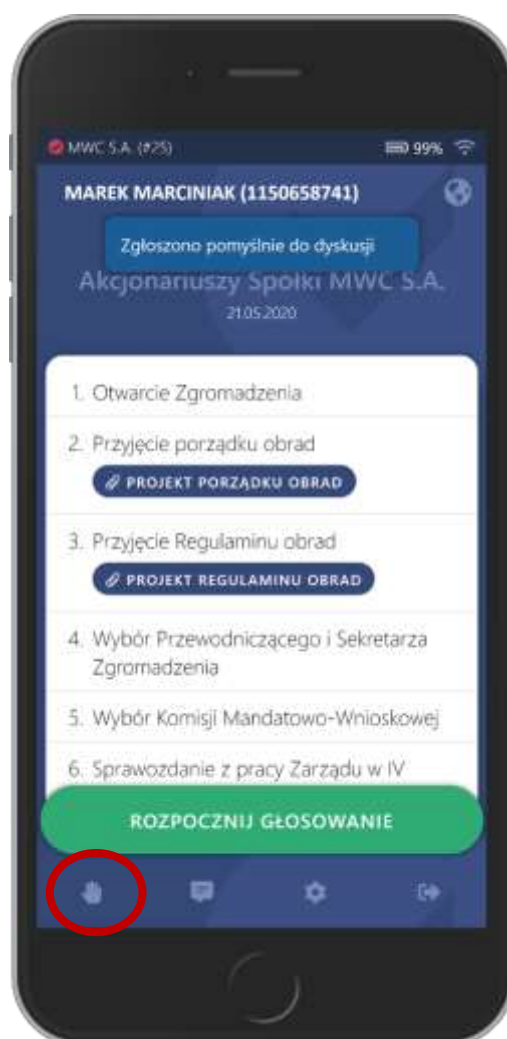 MWC S.A. (#25) 99%
MAREK MARCINIAK (1150658741)
Zgłoszono pomyślnie do dyskusji
Akcjonariuszy Spółki MWC S.A.
21.05.2020
1. Otwarcie Zgromadzenia
2. Przyjęcie porządku obrad
PROJEKT PORZĄDKU OBRAD
3. Przyjęcie Regulaminu obrad
PROJEKT REGULAMINU OBRAD
4. Wybór Przewodniczącego i Sekretarza
Zgromadzenia
5. Wybór Komisji Mandatowo-Wnioskowej
6. Sprawozdanie z pracy Zarządu w IV
ROZPOCZNIJ GŁOSOWANIE